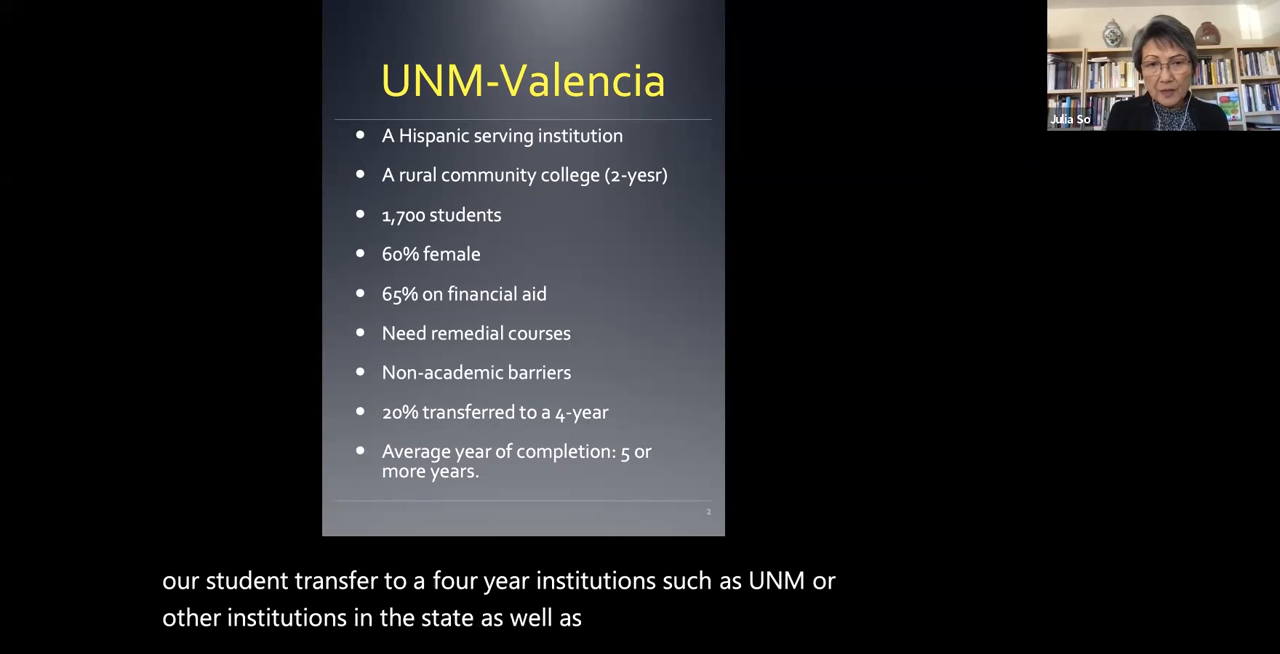 UNM-Valencia
• A Hispanic serving institution
• A rural community college (2-yesr)
• 1,700 students
• 60% female
• 65% on financial aid
• Need remedial courses
• Non-academic barriers
• 20% transferred to a 4-year
• Average year of completion: 5 or
more years.
2
Julia So
our student transfer to a four year institutions such as UNM or
other institutions in the state as well as